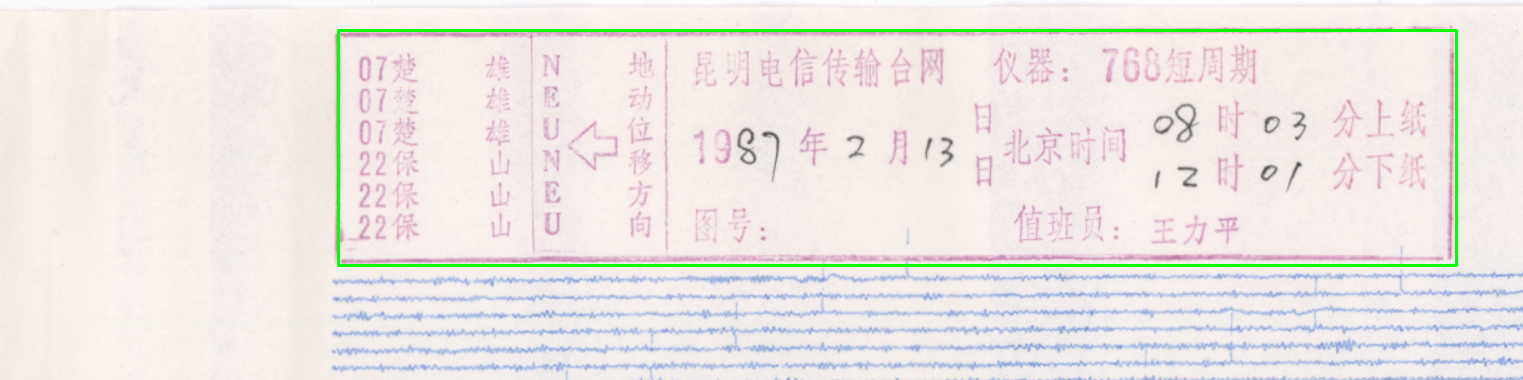 07楚 雄 N 地
07楚 雄 E 动
07楚 雄 U 位
22保 山 N 移
22保 山 E 方
22保 山 U 向
昆明电信传输台网 仪器: 768短周期
1987年2月13日 北京时间 08时03分上纸
日 12时01分下纸
图号: 值班员: 王力平